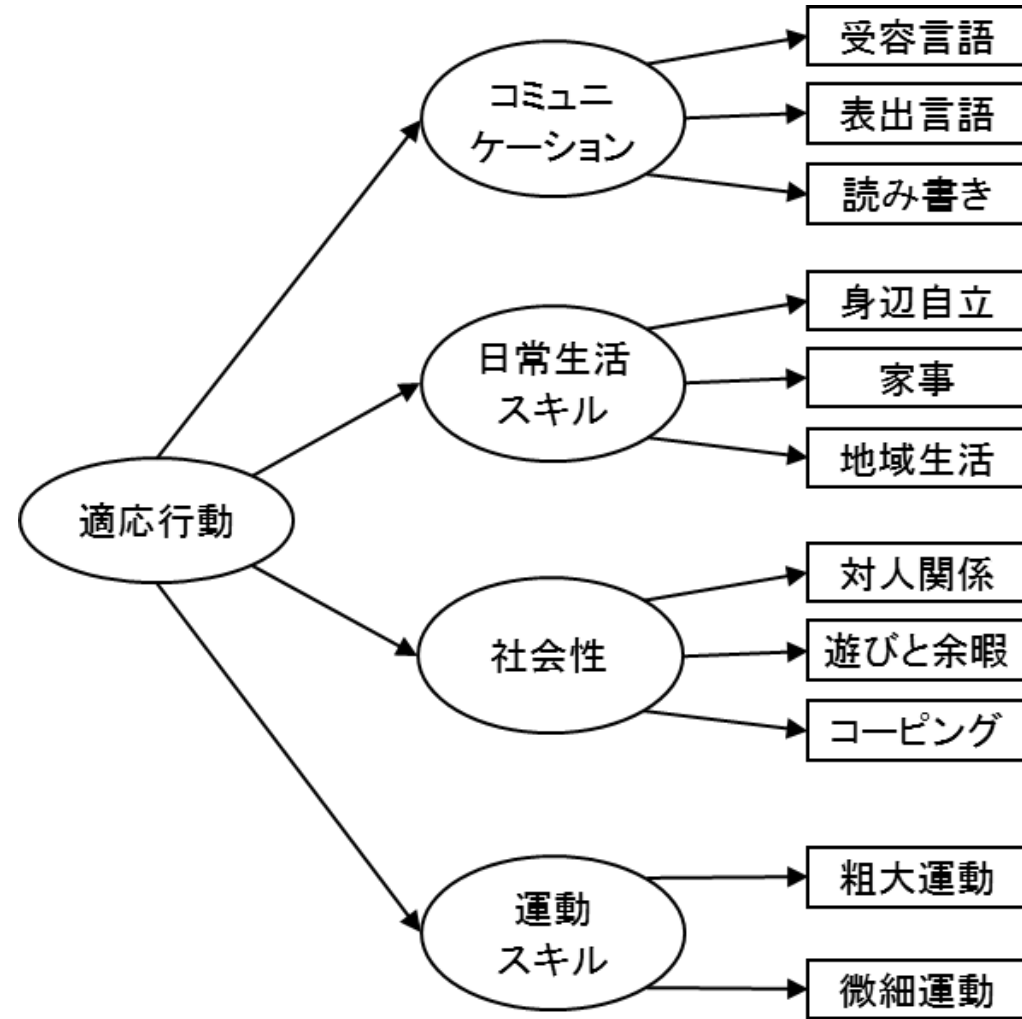 適応行動
コミュニ
ケーション
受容言語
表出言語
読み書き
日常生活
スキル
身辺自立
家事
地域生活
社会性
対人関係
遊びと余暇
コーピング
運動
スキル
粗大運動
微細運動